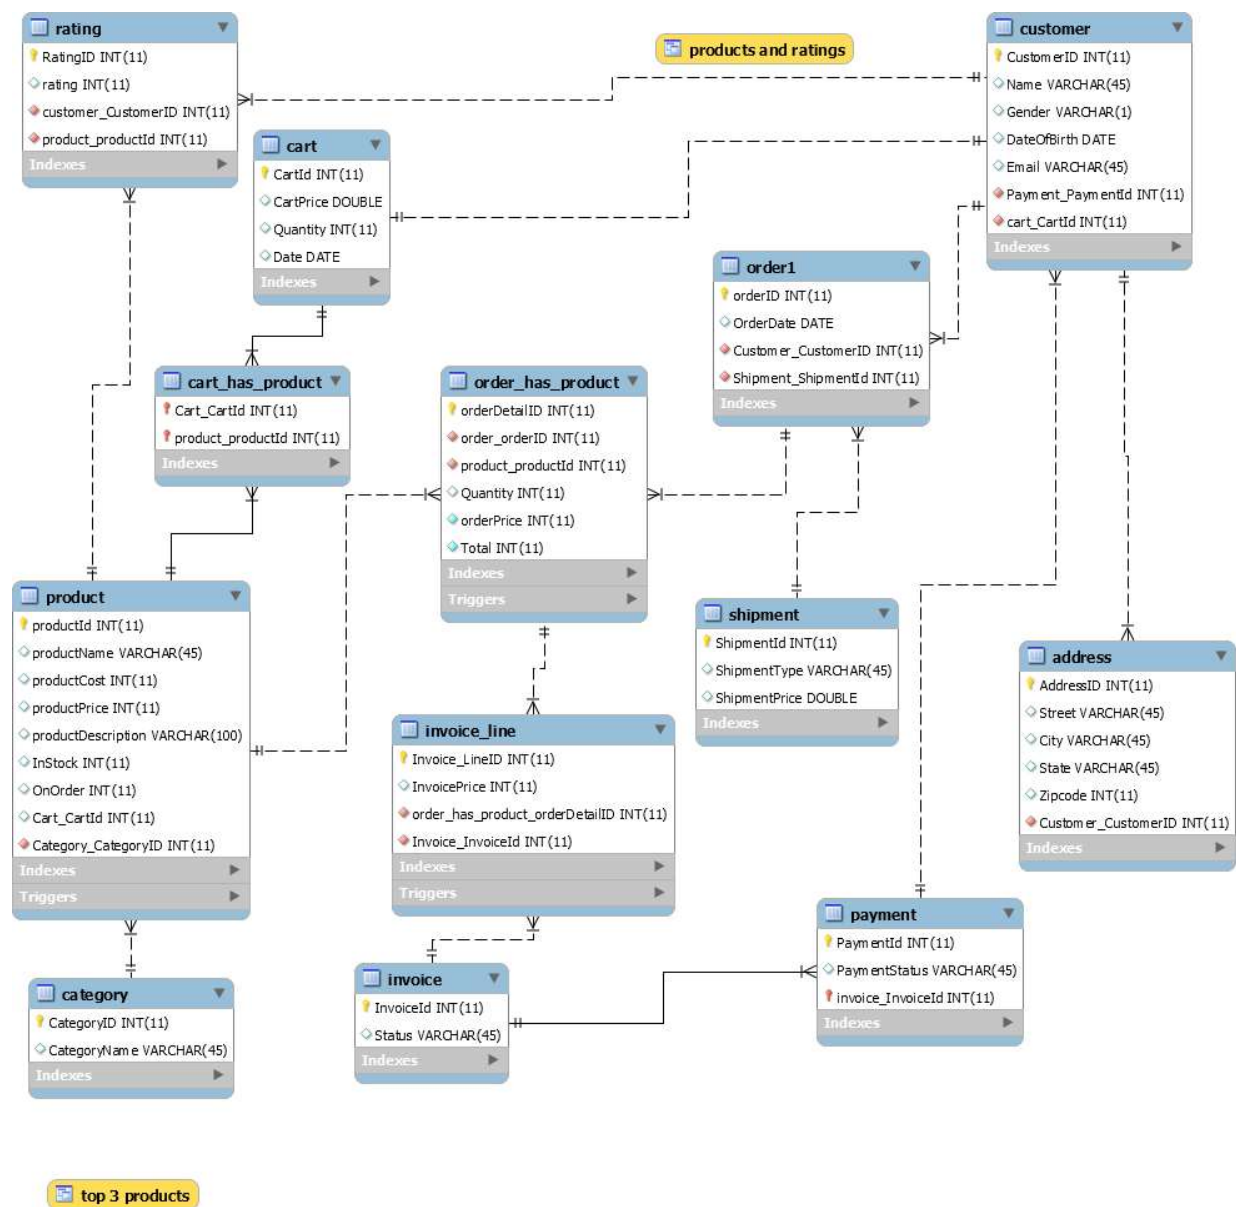 rating
RatingID INT(11)
rating INT(11)
customer_CustomerID INT(11)
product_productId INT(11)
Indexes
products and ratings
customer
CustomerID INT(11)
Name VARCHAR(45)
Gender VARCHAR(1)
DateOfBirth DATE
Email VARCHAR(45)
Payment_PaymentId INT(11)
cart_CartId INT(11)
Indexes
cart
CartId INT(11)
CartPrice DOUBLE
Quantity INT(11)
Date DATE
Indexes
order1
orderID INT(11)
OrderDate DATE
Customer_CustomerID INT(11)
Shipment_ShipmentId INT(11)
Indexes
cart_has_product
Cart_CartId INT(11)
product_productId INT(11)
Indexes
order_has_product
orderDetailID INT(11)
order_orderID INT(11)
product_productId INT(11)
Quantity INT(11)
orderPrice INT(11)
Total INT(11)
Indexes
Triggers
product
productId INT(11)
productName VARCHAR(45)
productCost INT(11)
productPrice INT(11)
productDescription VARCHAR(100)
InStock INT(11)
OnOrder INT(11)
Cart_CartId INT(11)
Category_CategoryID INT(11)
Indexes
Triggers
shipment
ShipmentId INT(11)
ShipmentType VARCHAR(45)
ShipmentPrice DOUBLE
Indexes
address
AddressID INT(11)
Street VARCHAR(45)
City VARCHAR(45)
State VARCHAR(45)
Zipcode INT(11)
Customer_CustomerID INT(11)
Indexes
invoice_line
Invoice_LineID INT(11)
InvoicePrice INT(11)
order_has_product_orderDetailID INT(11)
Invoice_InvoiceId INT(11)
Indexes
Triggers
payment
PaymentId INT(11)
PaymentStatus VARCHAR(45)
invoice_InvoiceId INT(11)
Indexes
invoice
InvoiceId INT(11)
Status VARCHAR(45)
Indexes
category
CategoryID INT(11)
CategoryName VARCHAR(45)
Indexes
top 3 products